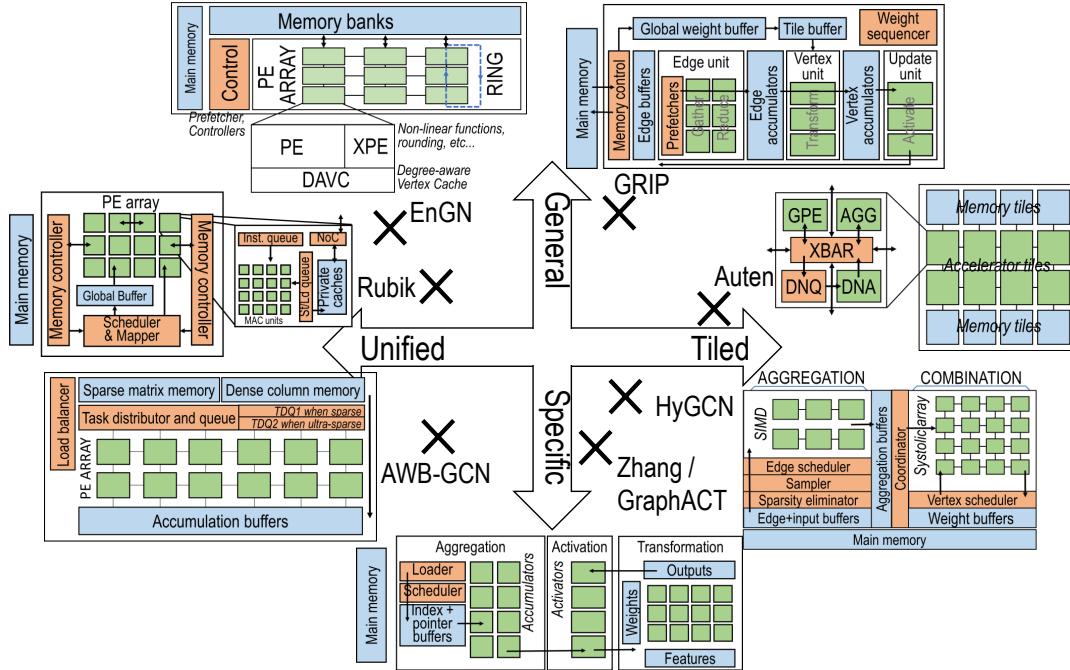 Main memory
Memory banks
Control
PE
ARRAY
RING
Prefetcher,
Controllers
PE
XPE
DAVC
Non-linear functions,
rounding, etc...
Degree-aware
Vertex Cache
Main memory
Memory control
Global weight buffer
Tile buffer
Weight
sequencer
Edge buffers
Edge unit
Prefetchers
Gather
Reduce
Edge
accumulators
Vertex
unit
Transform
Vertex
accumulators
Update
unit
Activate
Main memory
PE array
Memory controller
Memory controller
Global Buffer
Scheduler
& Mapper
Inst. queue
NoC
St/Ld queue
Private
caches
MAC units
EnGN
Rubik
General
GRIP
Auten
GPE
AGG
XBAR
DNQ
DNA
Memory tiles
Accelerator tiles
Memory tiles
Unified
Tiled
Specific
Load balancer
Sparse matrix memory
Dense column memory
Task distributor and queue
TDQ1 when sparse
TDQ2 when ultra-sparse
PE ARRAY
Accumulation buffers
AWB-GCN
HyGCN
Zhang /
GraphACT
AGGREGATION
COMBINATION
SIMD
Aggregation buffers
Coordinator
Systolic array
Edge scheduler
Sampler
Sparsity eliminator
Edge+input buffers
Vertex scheduler
Weight buffers
Main memory
Main memory
Aggregation
Loader
Scheduler
Index +
pointer
buffers
Accumulators
Activation
Activators
Transformation
Outputs
Weights
Features